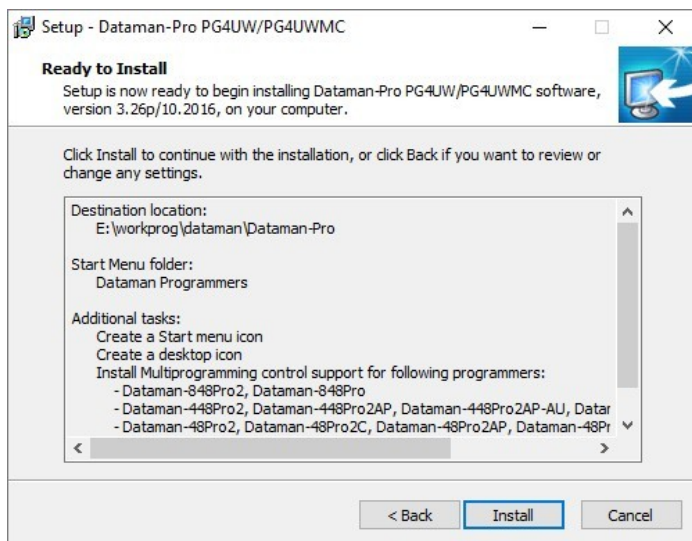 Setup - Dataman-Pro PG4UW/PG4UWMC
Ready to Install
Setup is now ready to begin installing Dataman-Pro PG4UW/PG4UWMC software,
version 3.26p/10.2016, on your computer.
Click Install to continue with the installation, or click Back if you want to review or
change any settings.
Destination location:
E:\workprog\dataman\Dataman-Pro
Start Menu folder:
Dataman Programmers
Additional tasks:
Create a Start menu icon
Create a desktop icon
Install Multiprogramming control support for following programmers:
- Dataman-848Pro2, Dataman-848Pro
- Dataman-448Pro2, Dataman-448Pro2AP, Dataman-448Pro2AP-AU,
- Dataman-48Pro2, Dataman-48Pro2C, Dataman-48Pro2AP,
< Back
Install
Cancel